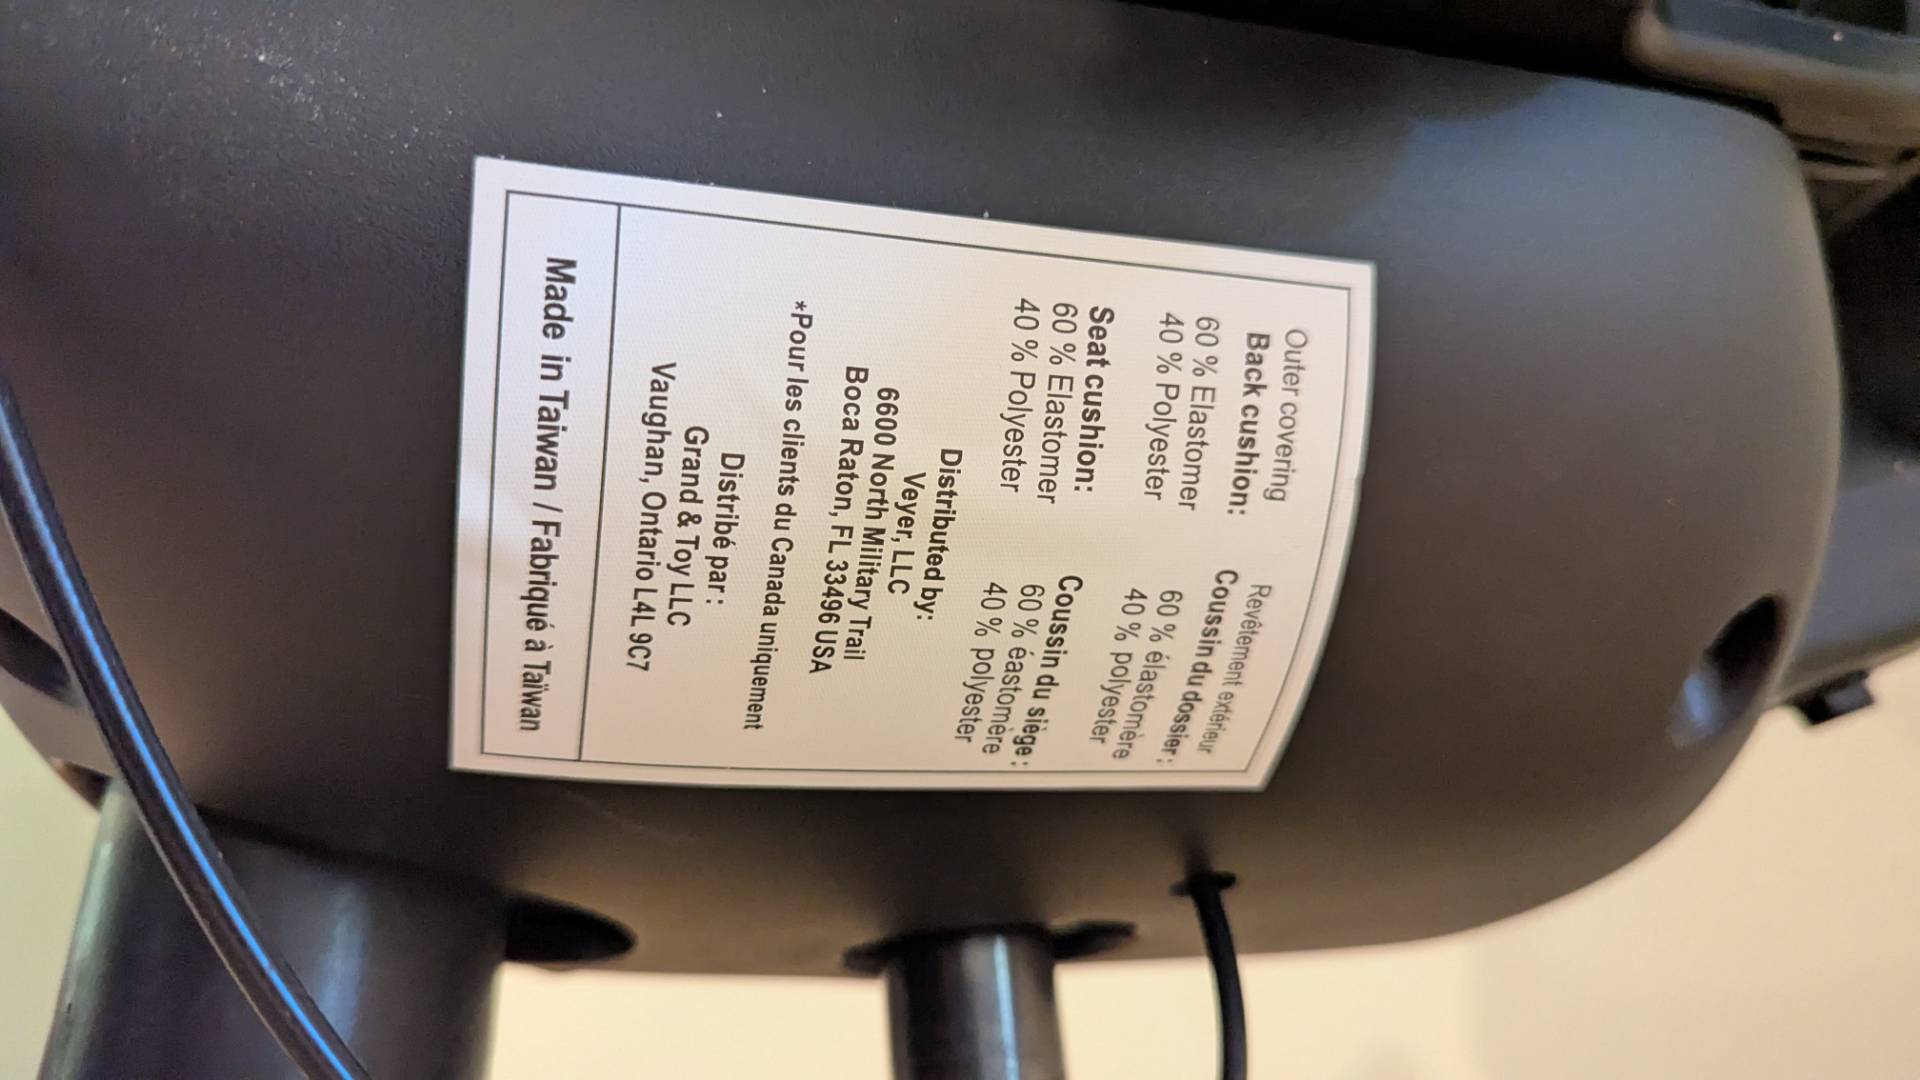 Outer covering
Back cushion:
60 % Elastomer
40 % Polyester
Seat cushion:
60 % Elastomer
40 % Polyester
Revêtement extérieur
Coussin du dossier :
60 % élastomère
40 % polyester
Coussin du siège :
60 % éastomère
40 % polyester
Distributed by:
Veyer, LLC
6600 North Military Trail
Boca Raton, FL 33496 USA
*Pour les clients du Canada uniquement
Distribé par :
Grand & Toy LLC
Vaughan, Ontario L4L 9C7
Made in Taiwan / Fabriqué à Taïwan